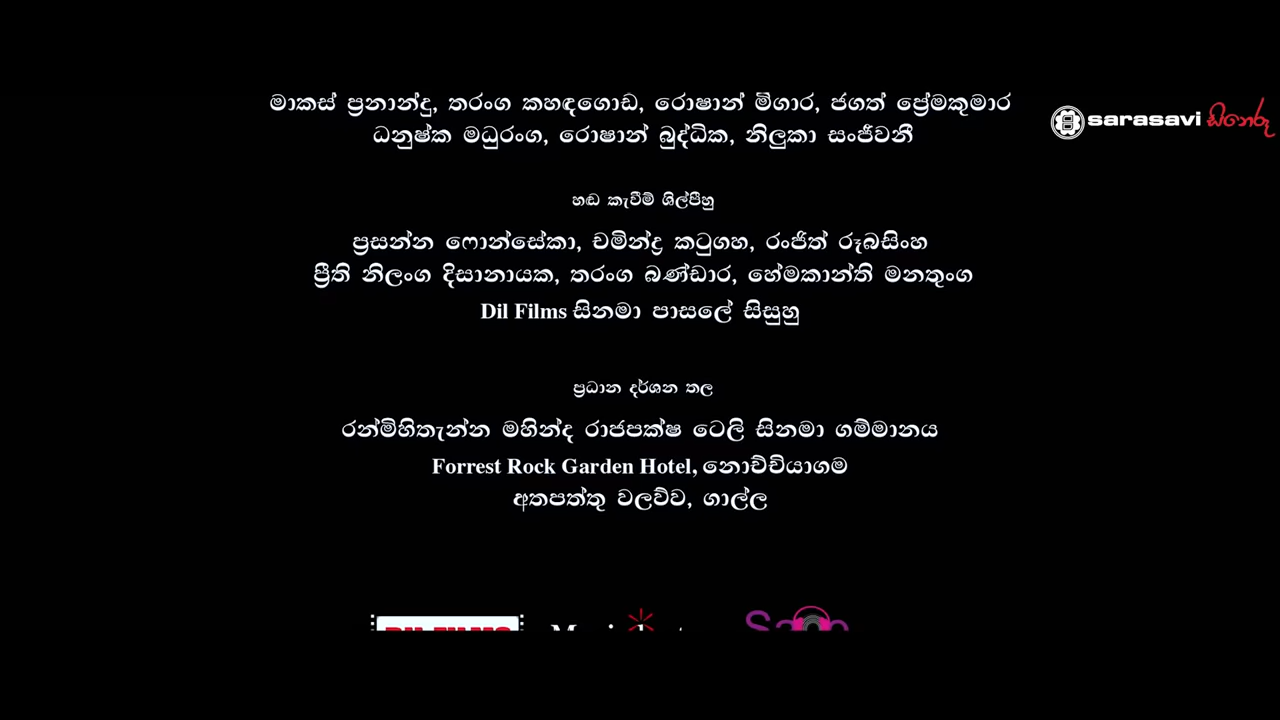 මාකස් ප්‍රනාන්දු, තරංග කහඳගොඩ, රොෂාන් මිගාර, ජගත් ප්‍රේමකුමාර
sarasavi සිනෙරූ
ධනුෂ්ක මධුරංග, රොෂාන් බුද්ධික, නිලුකා සංජීවනී
හඬ කැවීම් ශිල්පීහු
ප්‍රසන්න ෆොන්සේකා, චමින්ද්‍ර කටුගහ, රංජිත් රූබසිංහ
ප්‍රීති නිලංග දිසානායක, තරංග බණ්ඩාර, හේමකාන්ති මනතුංග
Dil Films සිනමා පාසලේ සිසුහු
ප්‍රධාන දර්ශන තල
රන්මිහිතැන්න මහින්ද රාජපක්ෂ ටෙලි සිනමා ගම්මානය
Forrest Rock Garden Hotel, නොච්චියාගම
අතපත්තු වලව්ව, ගාල්ල